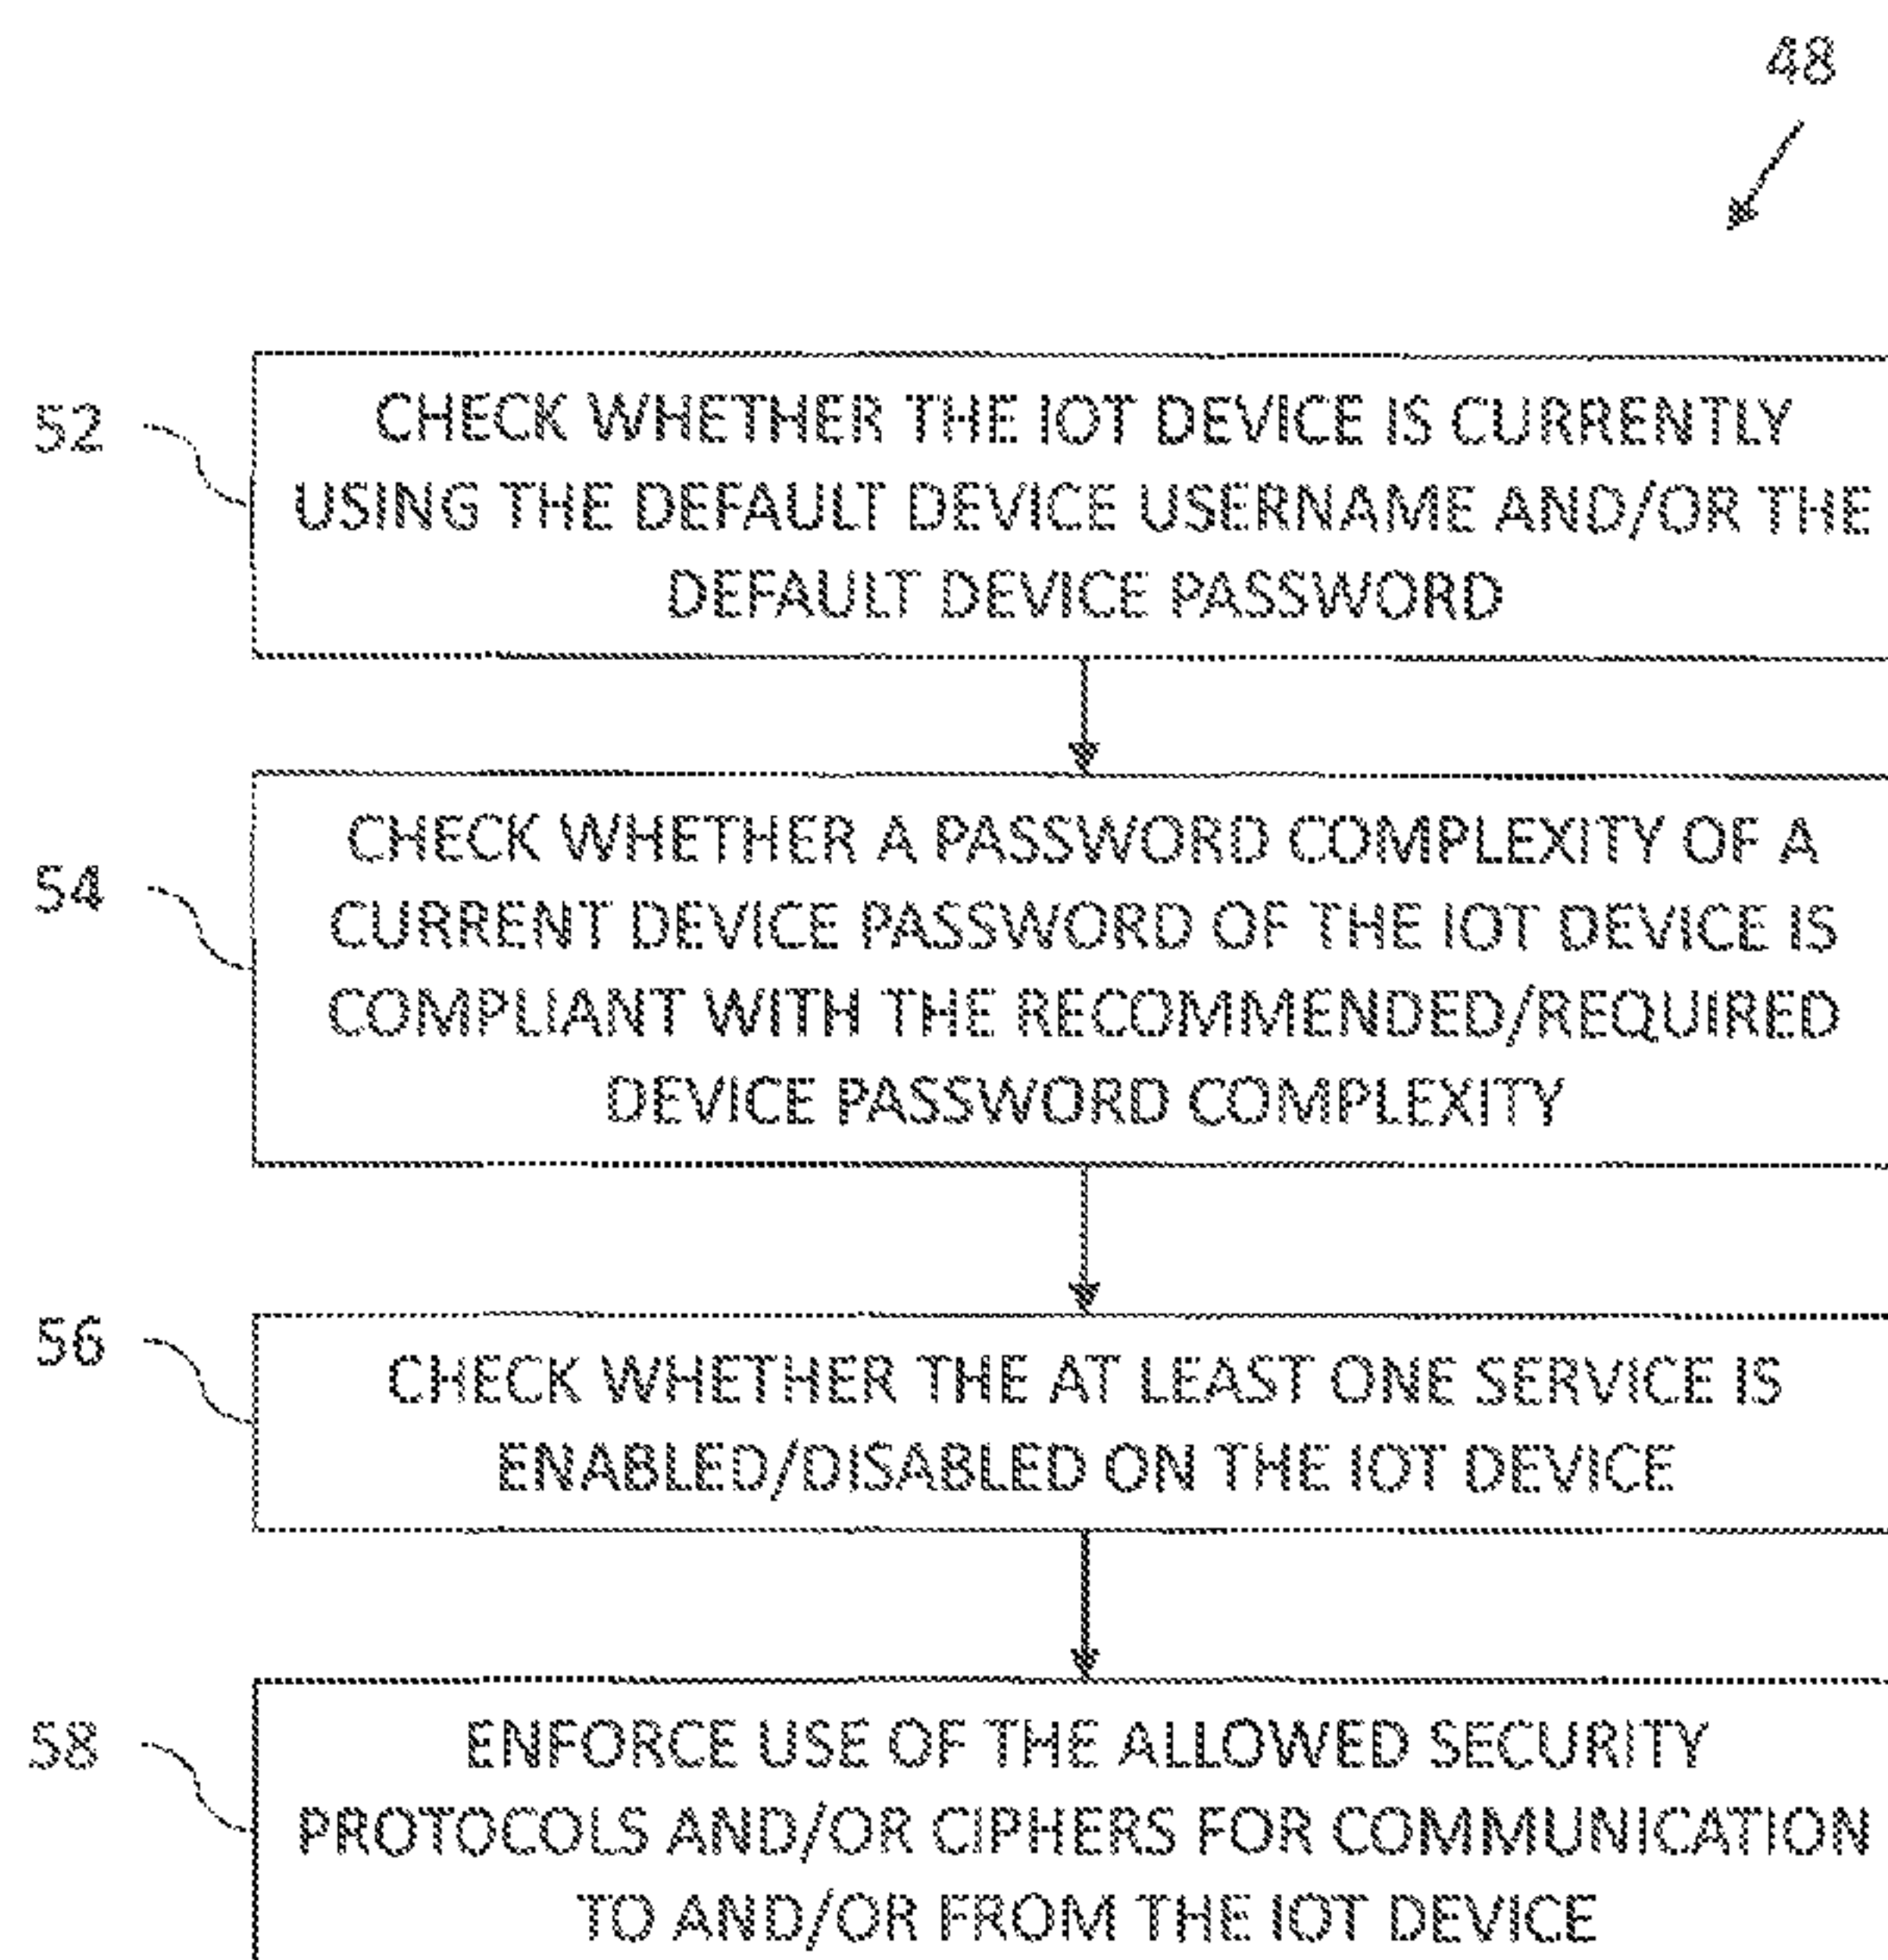 48
52
CHECK WHETHER THE IOT DEVICE IS CURRENTLY
USING THE DEFAULT DEVICE USERNAME AND/OR THE
DEFAULT DEVICE PASSWORD
54
CHECK WHETHER A PASSWORD COMPLEXITY OF A
CURRENT DEVICE PASSWORD OF THE IOT DEVICE IS
COMPLIANT WITH THE RECOMMENDED/REQUIRED
DEVICE PASSWORD COMPLEXITY
56
CHECK WHETHER THE AT LEAST ONE SERVICE IS
ENABLED/DISABLED ON THE IOT DEVICE
58
ENFORCE USE OF THE ALLOWED SECURITY
PROTOCOLS AND/OR CIPHERS FOR COMMUNICATION
TO AND/OR FROM THE IOT DEVICE